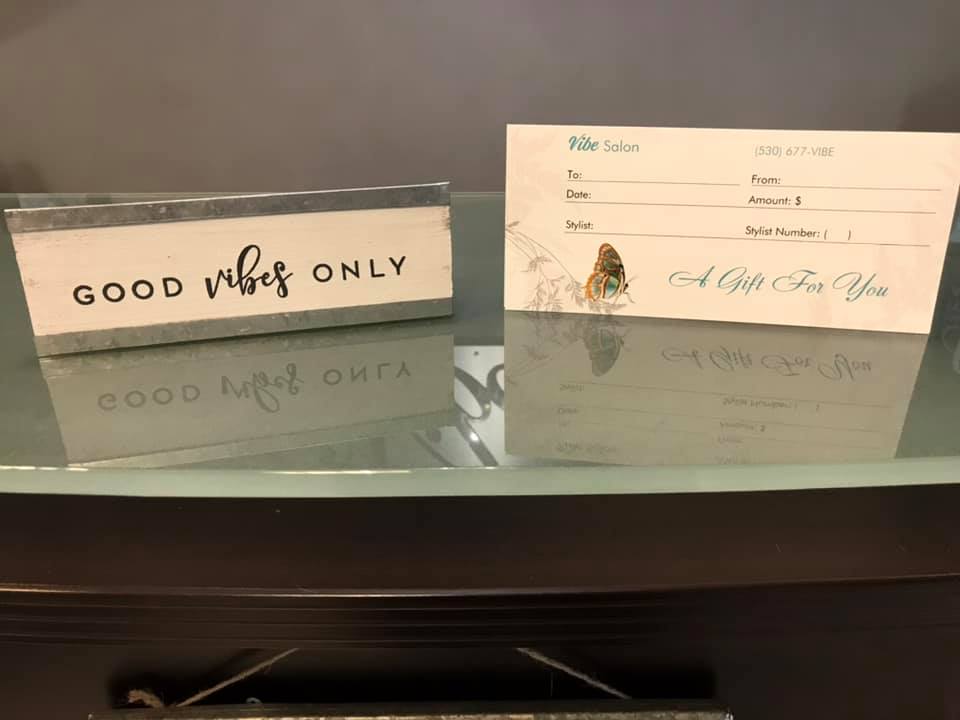 GOOD vibes ONLY
Vibe Salon (530) 677-VIBE
To: From:
Date: Amount: $
Stylist: Stylist Number: ( )
A Gift For You